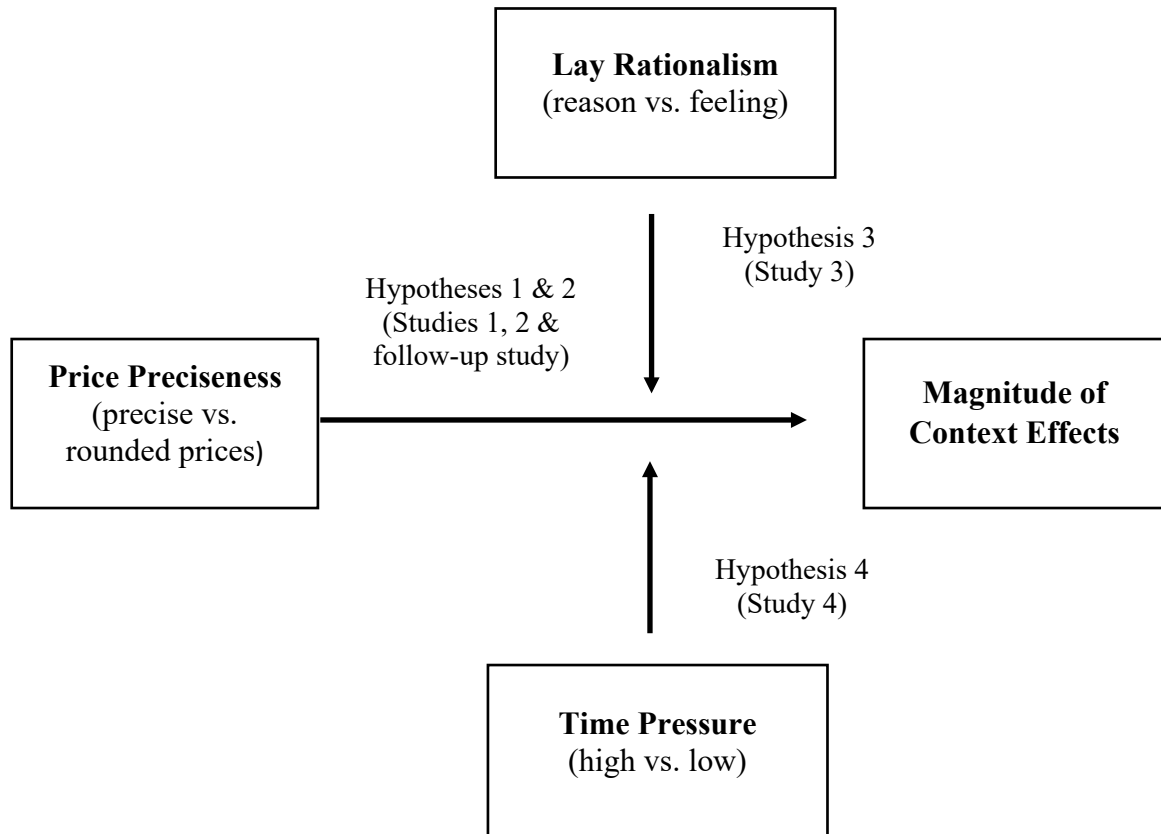 Lay Rationalism
(reason vs. feeling)
Hypothesis 3
(Study 3)
Hypotheses 1 & 2
(Studies 1, 2 &
follow-up study)
Price Preciseness
(precise vs.
rounded prices)
Magnitude of
Context Effects
Hypothesis 4
(Study 4)
Time Pressure
(high vs. low)